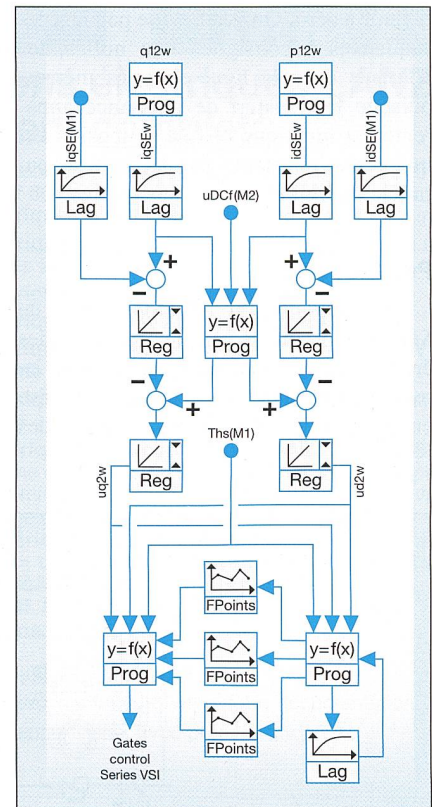 q12w
p12w
y=f(x)
Prog
y=f(x)
Prog
iqSE(M1)
iqSEw
idSEw
idSE(M1)
Lag
Lag
uDCf(M2)
Lag
Lag
+
+
−
−
Reg
y=f(x)
Prog
Reg
−
−
+
+
Reg
Ths(M1)
Reg
uq2w
ud2w
FPoints
y=f(x)
Prog
FPoints
y=f(x)
Prog
FPoints
Lag
Gates
control
Series VSI